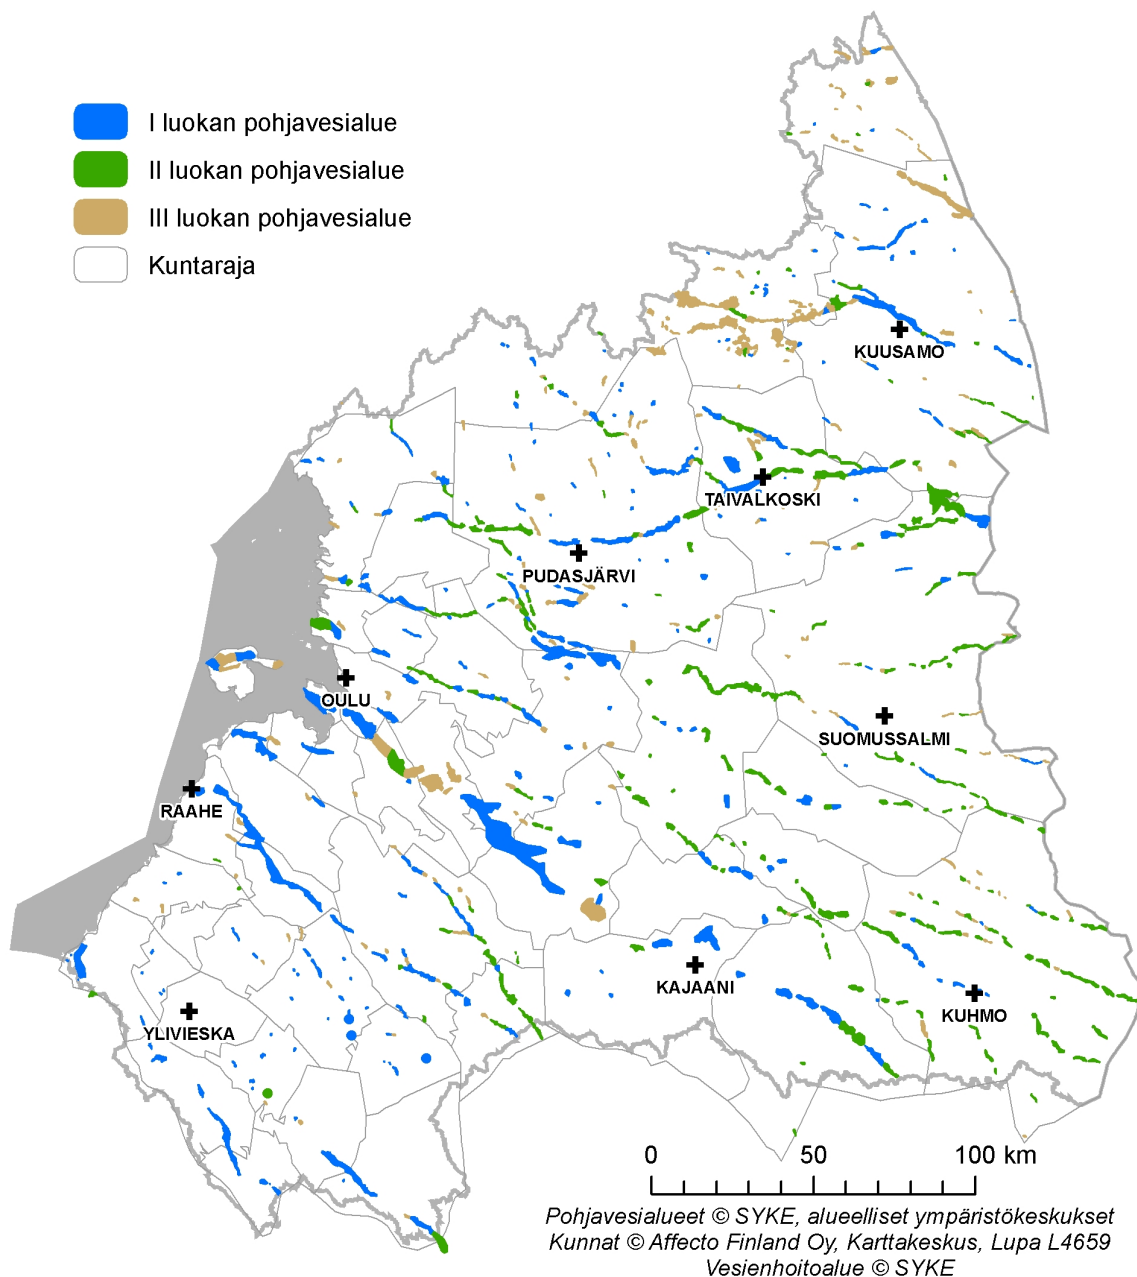 I luokan pohjavesialue
II luokan pohjavesialue
III luokan pohjavesialue
Kuntaraja
KUUSAMO
TAIVALKOSKI
PUDASJÄRVI
OULU
SUOMUSSALMI
RAAHE
KAJAANI
KUHMO
YLIVIESKA
0 50 100 km
Pohjavesialueet © SYKE, alueelliset ympäristökeskukset
Kunnat © Affecto Finland Oy, Karttakeskus, Lupa L4659
Vesienhoitoalue © SYKE